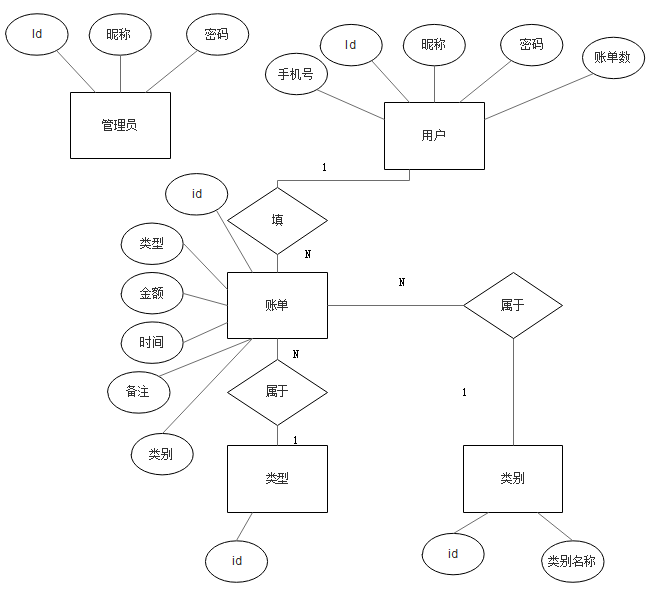 Id
昵称
密码
管理员
手机号
Id
昵称
密码
账单数
用户
1
填
N
id
类型
金额
时间
备注
类别
账单
N
属于
1
N
属于
1
类型
id
类别
id
类别名称